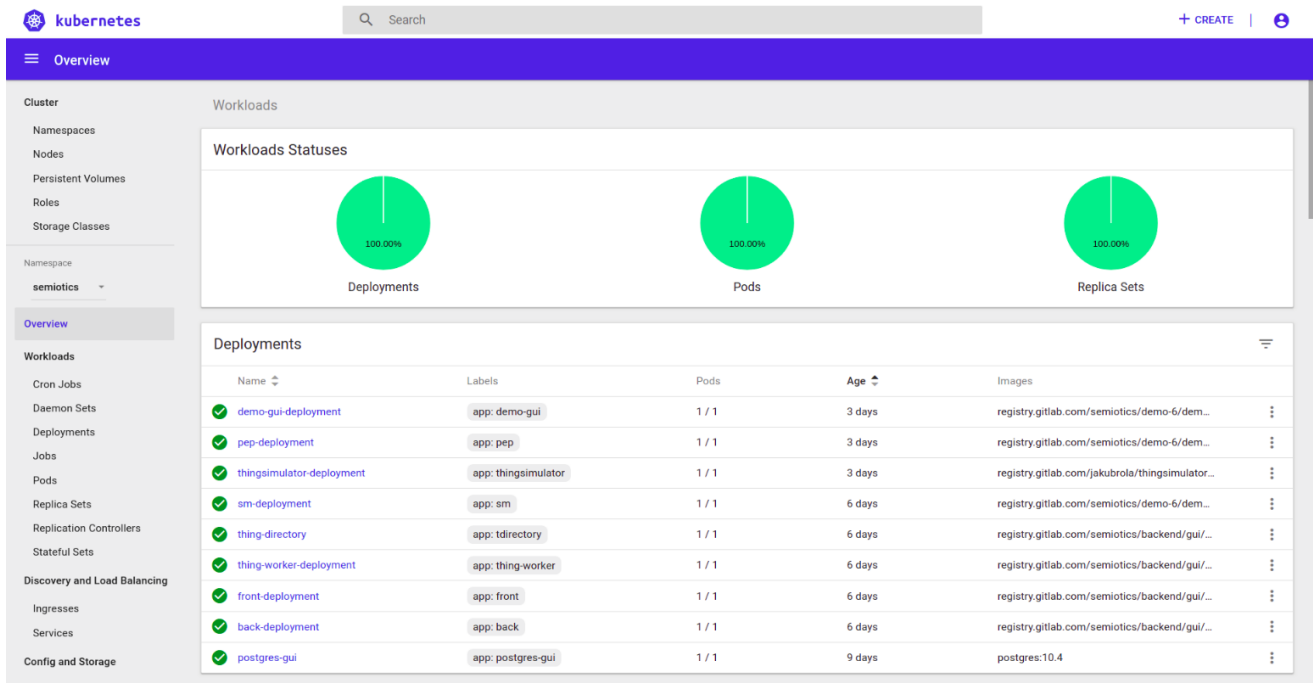 kubernetes
Search
+ CREATE |
Overview
Cluster
Namespaces
Nodes
Persistent Volumes
Roles
Storage Classes
Namespace
semiotics
Overview
Workloads
Cron Jobs
Daemon Sets
Deployments
Jobs
Pods
Replica Sets
Replication Controllers
Stateful Sets
Discovery and Load Balancing
Ingresses
Services
Config and Storage
Workloads
Workloads Statuses
100.00% 100.00% 100.00%
Deployments Pods Replica Sets
Deployments
Name Labels Pods Age Images
demo-gui-deployment app: demo-gui 1 / 1 3 days registry.gitlab.com/semiotics/demo-6/dem...
pep-deployment app: pep 1 / 1 3 days registry.gitlab.com/semiotics/demo-6/dem...
thingsimulator-deployment app: thingsimulator 1 / 1 3 days registry.gitlab.com/jakubrola/thingsimulator...
sm-deployment app: sm 1 / 1 6 days registry.gitlab.com/semiotics/demo-6/dem...
thing-directory app: tdirectory 1 / 1 6 days registry.gitlab.com/semiotics/backend/gui/...
thing-worker-deployment app: thing-worker 1 / 1 6 days registry.gitlab.com/semiotics/backend/gui/...
front-deployment app: front 1 / 1 6 days registry.gitlab.com/semiotics/backend/gui/...
back-deployment app: back 1 / 1 6 days registry.gitlab.com/semiotics/backend/gui/...
postgres-gui app: postgres-gui 1 / 1 9 days postgres:10.4